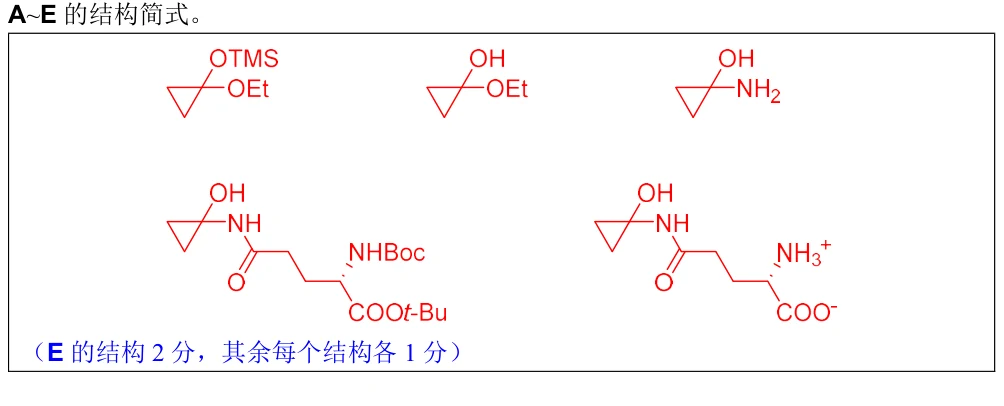 A~E 的结构简式。
OTMS OH OH
OEt OEt NH₂
OH OH
NH NH
NHBoc NH₃⁺
O O
COOt-Bu COO⁻
（E 的结构 2 分，其余每个结构各 1 分）